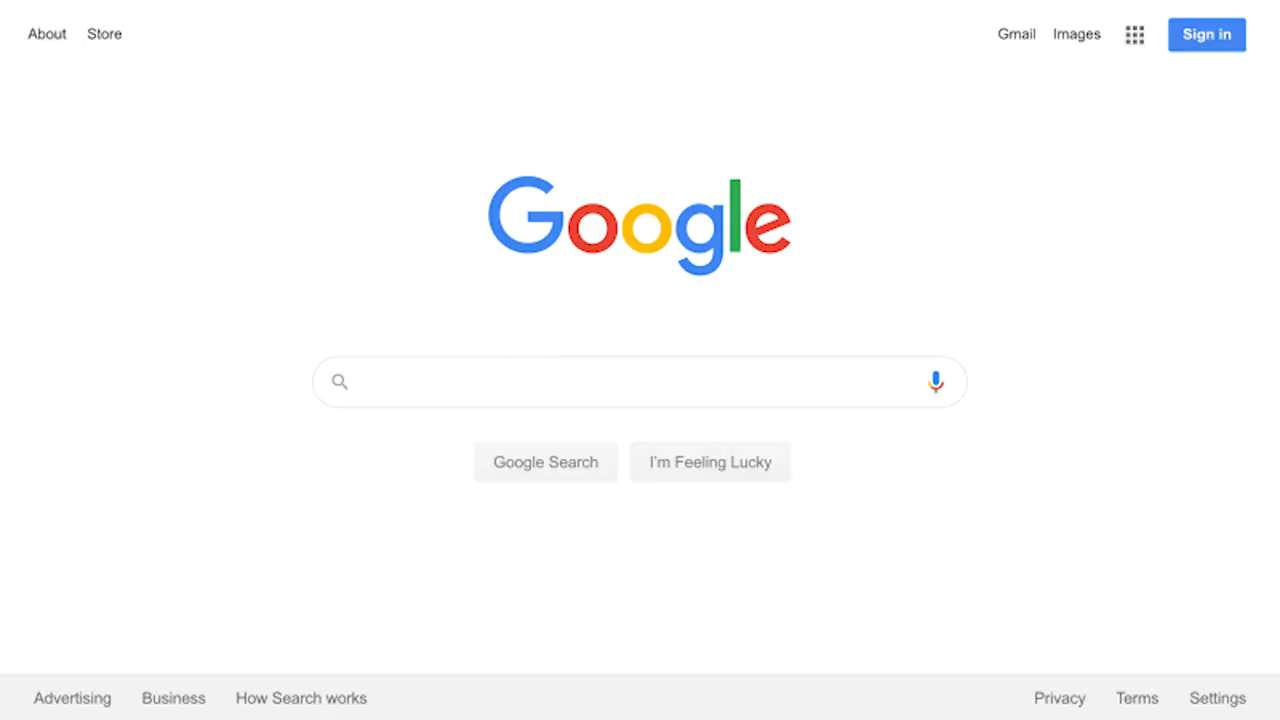 About Store Gmail Images Sign in
Google
Google Search I'm Feeling Lucky
Advertising Business How Search works Privacy Terms Settings